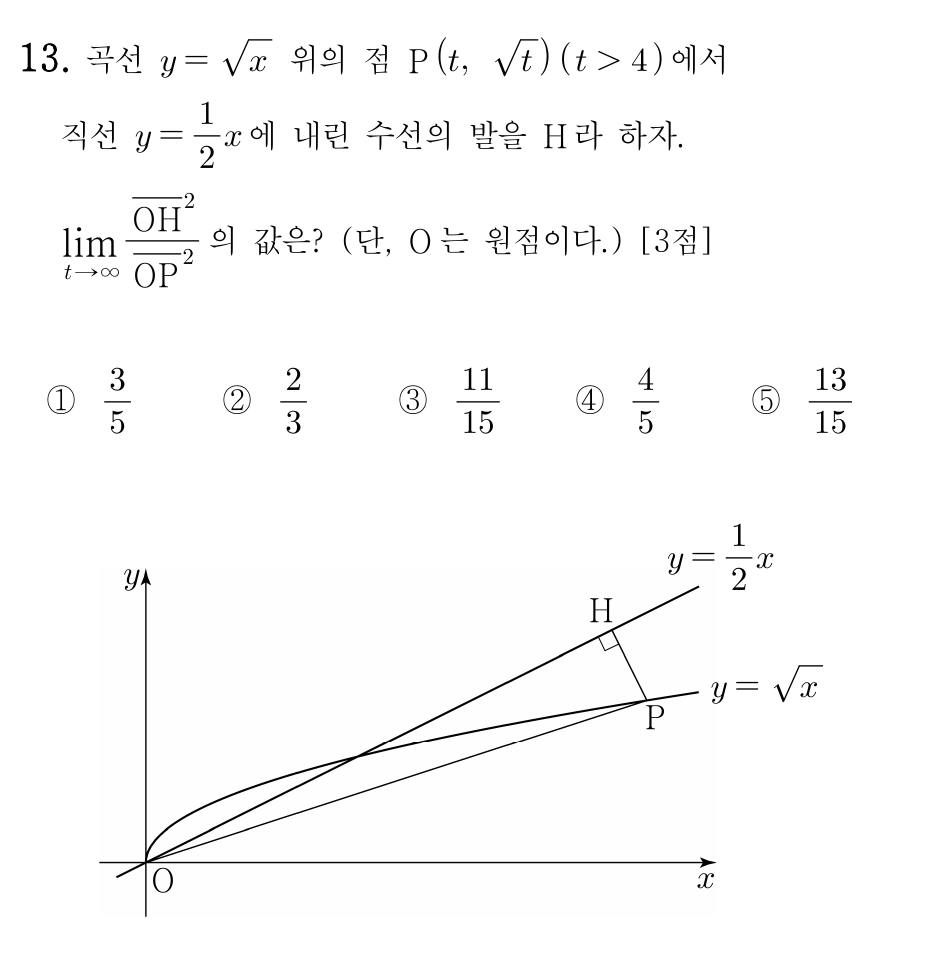 13. 곡선 y = √x 위의 점 P(t, √t)(t > 4)에서
직선 y = 1/2 x에 내린 수선의 발을 H라 하자.
lim t→∞ OH²/OP² 의 값은? (단, O는 원점이다.) [3점]
① 3/5 ② 2/3 ③ 11/15 ④ 4/5 ⑤ 13/15
y = 1/2 x
y
H
y = √x
P
O
x